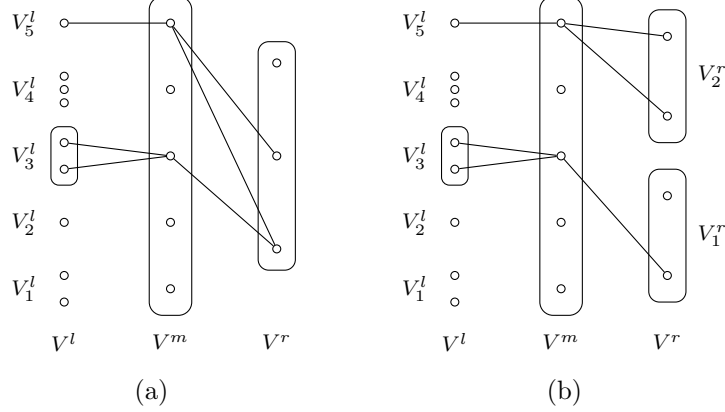 V_5^l V_5^l
V_4^l V_4^l V_2^r
V_3^l V_3^l
V_2^l V_2^l V_1^r
V_1^l V_1^l
V^l V^m V^r V^l V^m V^r
(a) (b)